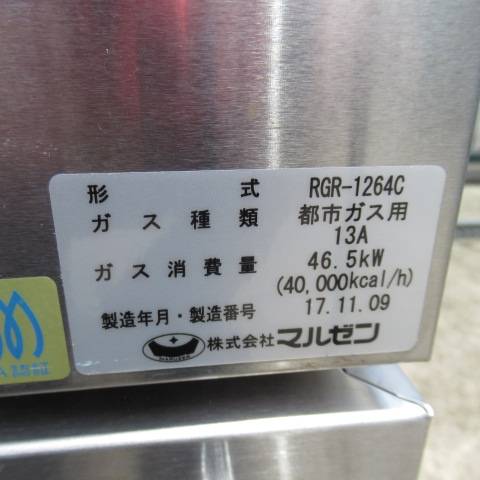 形 式 RGR-1264C
ガス種類 都市ガス用
13A
ガス消費量 46.5kW
(40,000kcal/h)
製造年月・製造番号 17.11.09
株式会社マルゼン